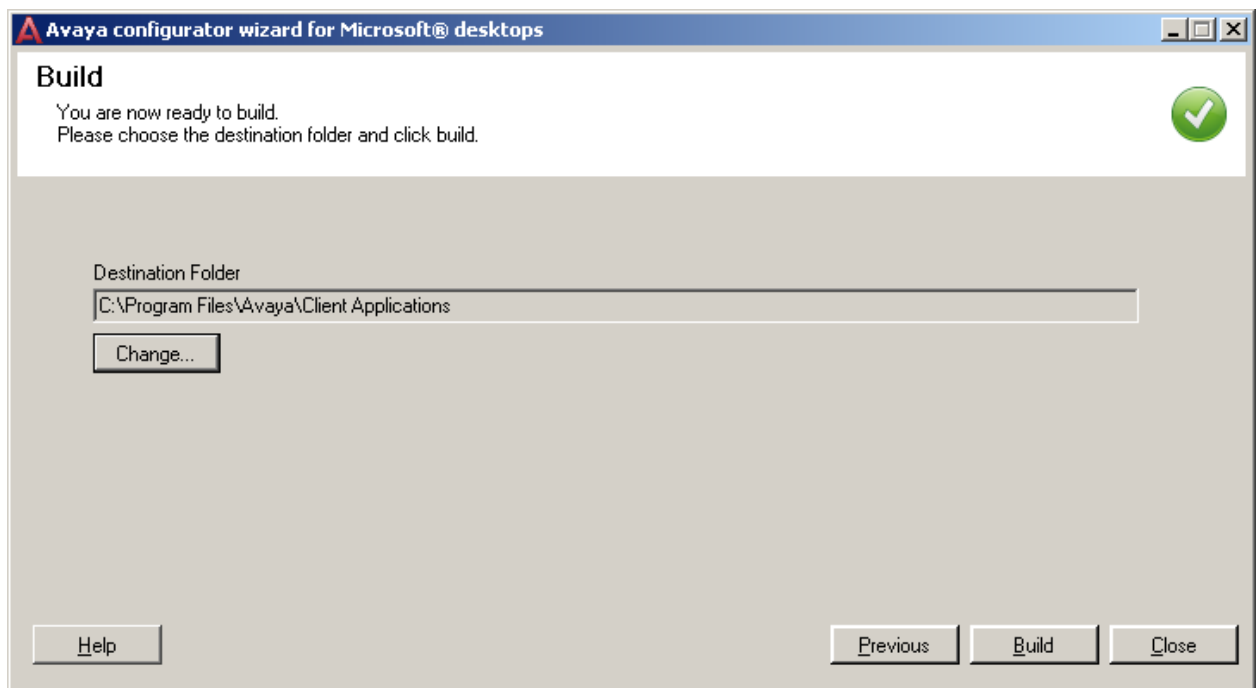 Avaya configurator wizard for Microsoft® desktops
Build
You are now ready to build.
Please choose the destination folder and click build.
Destination Folder
C:\Program Files\Avaya\Client Applications
Change...
Help
Previous
Build
Close